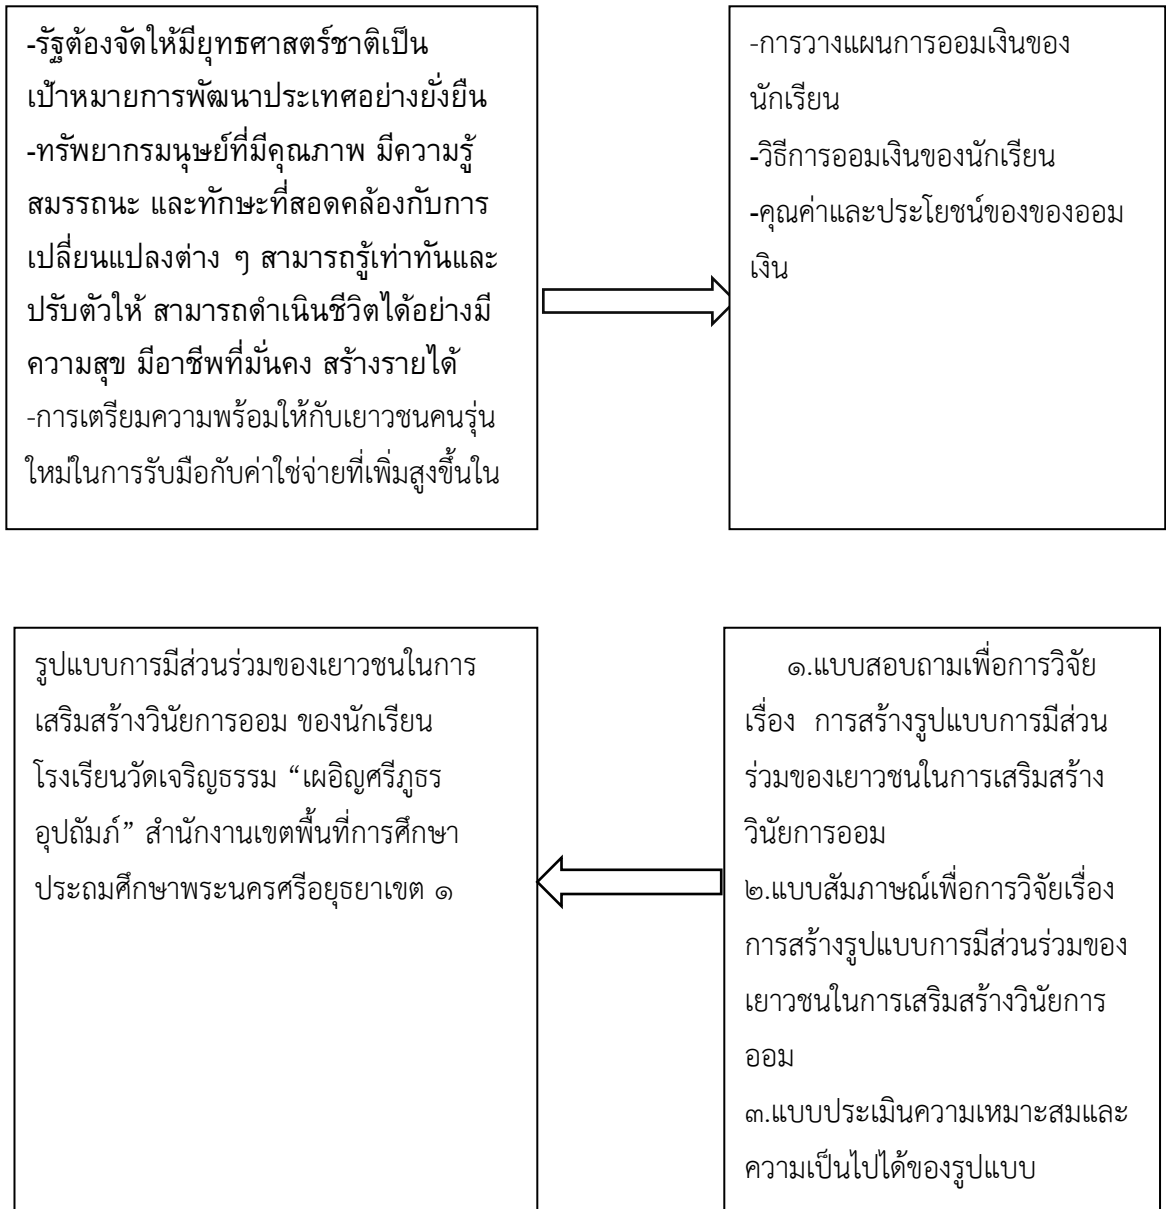 -รัฐต้องจัดให้มียุทธศาสตร์ชาติเป็น
เป้าหมายการพัฒนาประเทศอย่างยั่งยืน
-ทรัพยากรมนุษย์ที่มีคุณภาพ มีความรู้
สมรรถนะ และทักษะที่สอดคล้องกับการ
เปลี่ยนแปลงต่าง ๆ สามารถรู้เท่าทันและ
ปรับตัวให้ สามารถดำเนินชีวิตได้อย่างมี
ความสุข มีอาชีพที่มั่นคง สร้างรายได้
-การเตรียมความพร้อมให้กับเยาวชนคนรุ่น
ใหม่ในการรับมือกับค่าใช่จ่ายที่เพิ่มสูงขึ้นใน
-การวางแผนการออมเงินของ
นักเรียน
-วิธีการออมเงินของนักเรียน
-คุณค่าและประโยชน์ของของออม
เงิน
รูปแบบการมีส่วนร่วมของเยาวชนในการ
เสริมสร้างวินัยการออม ของนักเรียน
โรงเรียนวัดเจริญธรรม “เผอิญศรีภูธร
อุปถัมภ์” สำนักงานเขตพื้นที่การศึกษา
ประถมศึกษาพระนครศรีอยุธยาเขต ๑
๑.แบบสอบถามเพื่อการวิจัย
เรื่อง การสร้างรูปแบบการมีส่วน
ร่วมของเยาวชนในการเสริมสร้าง
วินัยการออม
๒.แบบสัมภาษณ์เพื่อการวิจัยเรื่อง
การสร้างรูปแบบการมีส่วนร่วมของ
เยาวชนในการเสริมสร้างวินัยการ
ออม
๓.แบบประเมินความเหมาะสมและ
ความเป็นไปได้ของรูปแบบ